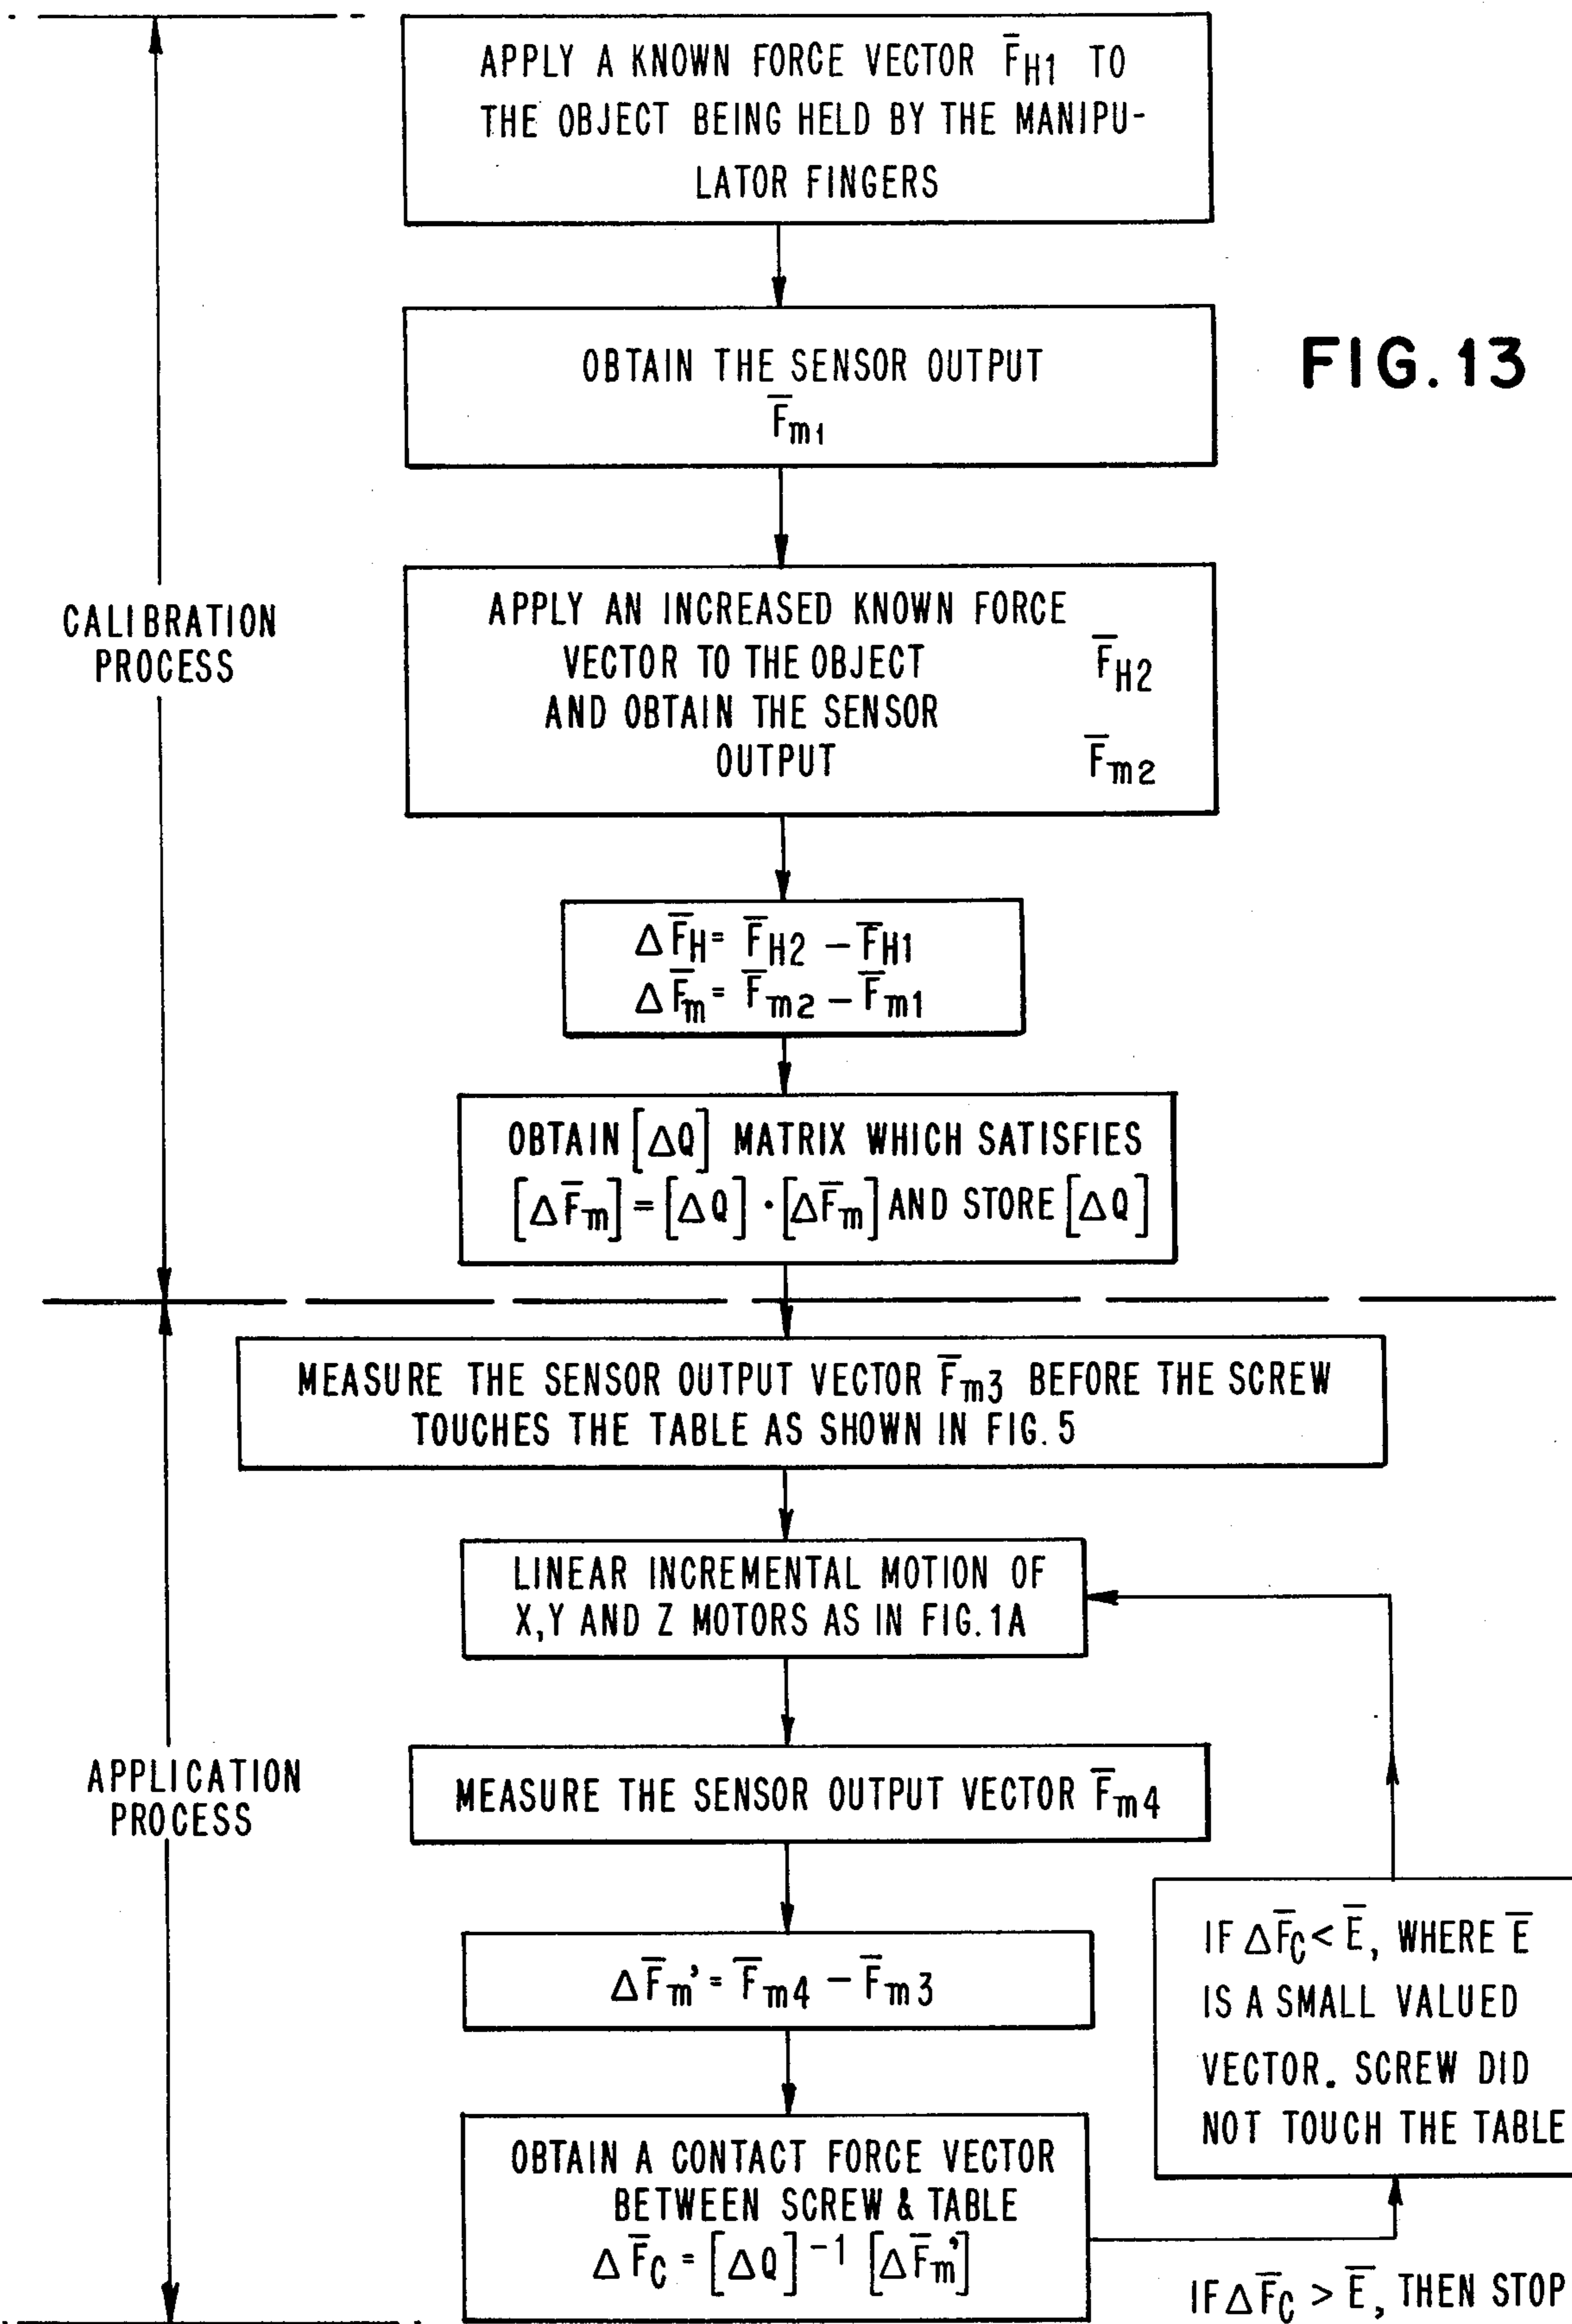 APPLY A KNOWN FORCE VECTOR F̅H1 TO
THE OBJECT BEING HELD BY THE MANIPU-
LATOR FINGERS
OBTAIN THE SENSOR OUTPUT
F̅m1
FIG.13
APPLY AN INCREASED KNOWN FORCE
VECTOR TO THE OBJECT F̅H2
AND OBTAIN THE SENSOR
OUTPUT F̅m2
CALIBRATION
PROCESS
ΔF̅H = F̅H2 – F̅H1
ΔF̅m = F̅m2 – F̅m1
OBTAIN [ΔQ] MATRIX WHICH SATISFIES
[ΔF̅m] = [ΔQ] · [ΔF̅m] AND STORE [ΔQ]
MEASURE THE SENSOR OUTPUT VECTOR F̅m3 BEFORE THE SCREW
TOUCHES THE TABLE AS SHOWN IN FIG. 5
LINEAR INCREMENTAL MOTION OF
X,Y AND Z MOTORS AS IN FIG.1A
APPLICATION
PROCESS
MEASURE THE SENSOR OUTPUT VECTOR F̅m4
ΔF̅m' = F̅m4 – F̅m3
IF ΔF̅C < E̅, WHERE E̅
IS A SMALL VALUED
VECTOR. SCREW DID
NOT TOUCH THE TABLE
OBTAIN A CONTACT FORCE VECTOR
BETWEEN SCREW & TABLE
ΔF̅C = [ΔQ]⁻¹ [ΔF̅m']
IF ΔF̅C > E̅, THEN STOP